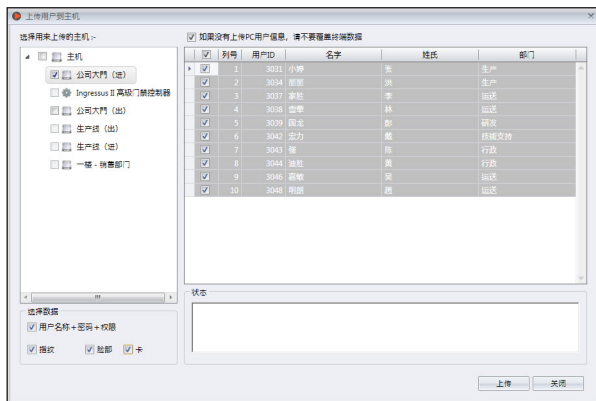 上传用户到主机
选择用来上传的主机 :-
主机
公司大門（进）
Ingressus II 高级门禁控制器
公司大門（出）
生产线（出）
生产线（进）
一楼 - 销售部门
选择数据
用户名称+密码+权限
指纹 脸部 卡
如果没有上传PC用户信息，请不要覆盖终端数据
列号 用户ID 名字 姓氏 部门
1 3031 小婷 张 生产
2 3034 丽丽 洪 生产
3 3037 家胜 李 运送
4 3038 林 运送
5 3039 国龙 彭 研发
6 3042 宏力 戴 技術支持
7 3043 强 陈 行政
8 3044 迪胜 黄 行政
9 3046 嘉敏 吴 运送
10 3048 明朗 趙 运送
状态
上传 关闭